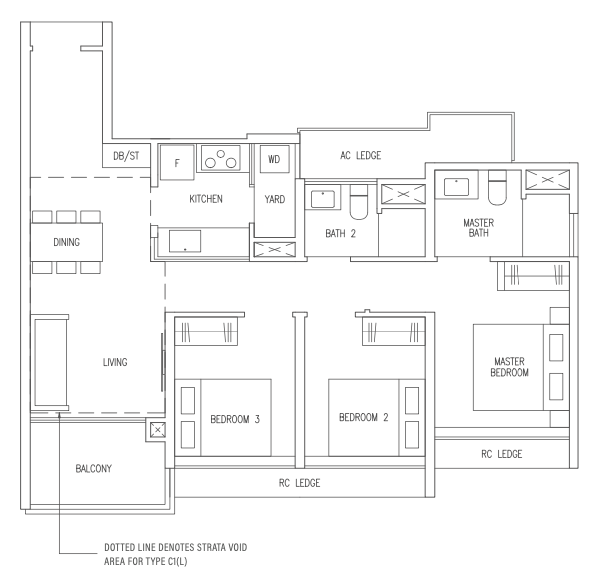 DB/ST
F
KITCHEN
WD
YARD
AC LEDGE
BATH 2
MASTER
BATH
DINING
LIVING
BEDROOM 3
BEDROOM 2
MASTER
BEDROOM
BALCONY
RC LEDGE
RC LEDGE
DOTTED LINE DENOTES STRATA VOID
AREA FOR TYPE C1(L)